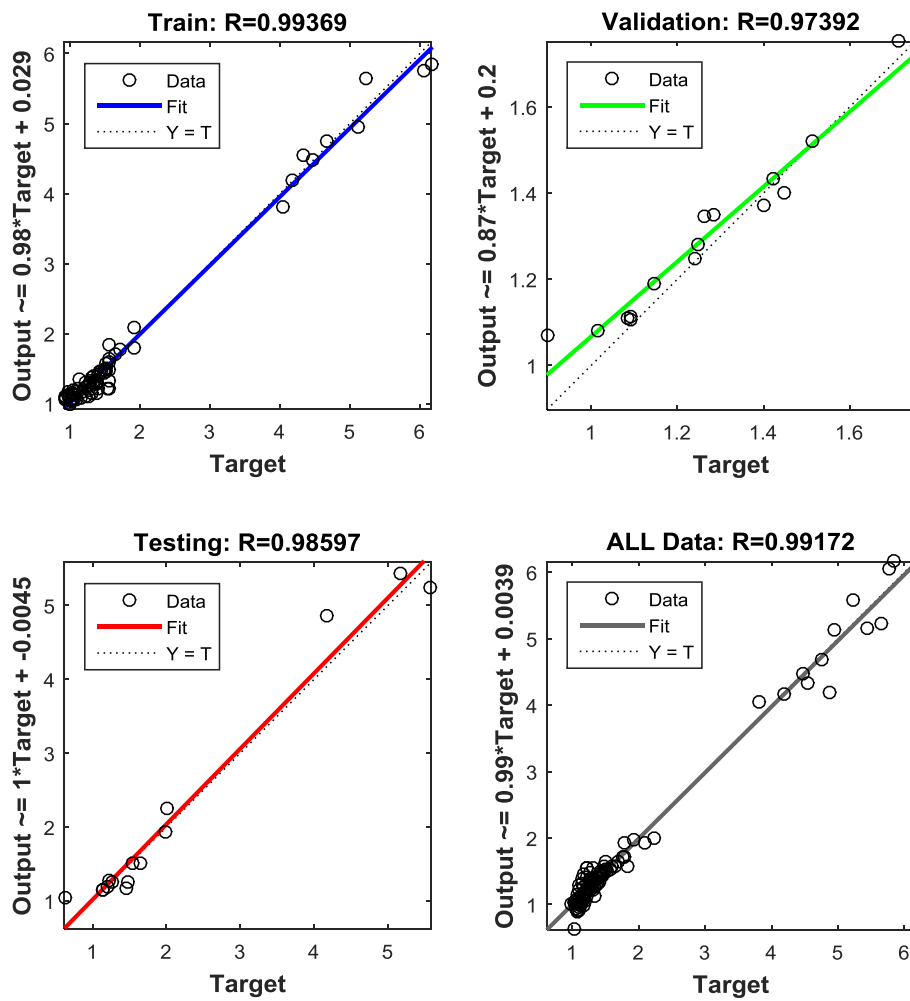 Train: R=0.99369
Output ~= 0.98*Target + 0.029
6
5
4
3
2
1
Data
Fit
Y = T
1 2 3 4 5 6
Target
Validation: R=0.97392
Output ~= 0.87*Target + 0.2
1.6
1.4
1.2
1
Data
Fit
Y = T
1 1.2 1.4 1.6
Target
Testing: R=0.98597
Output ~= 1*Target + -0.0045
5
4
3
2
1
Data
Fit
Y = T
1 2 3 4 5
Target
ALL Data: R=0.99172
Output ~= 0.99*Target + 0.0039
6
5
4
3
2
1
Data
Fit
Y = T
1 2 3 4 5 6
Target